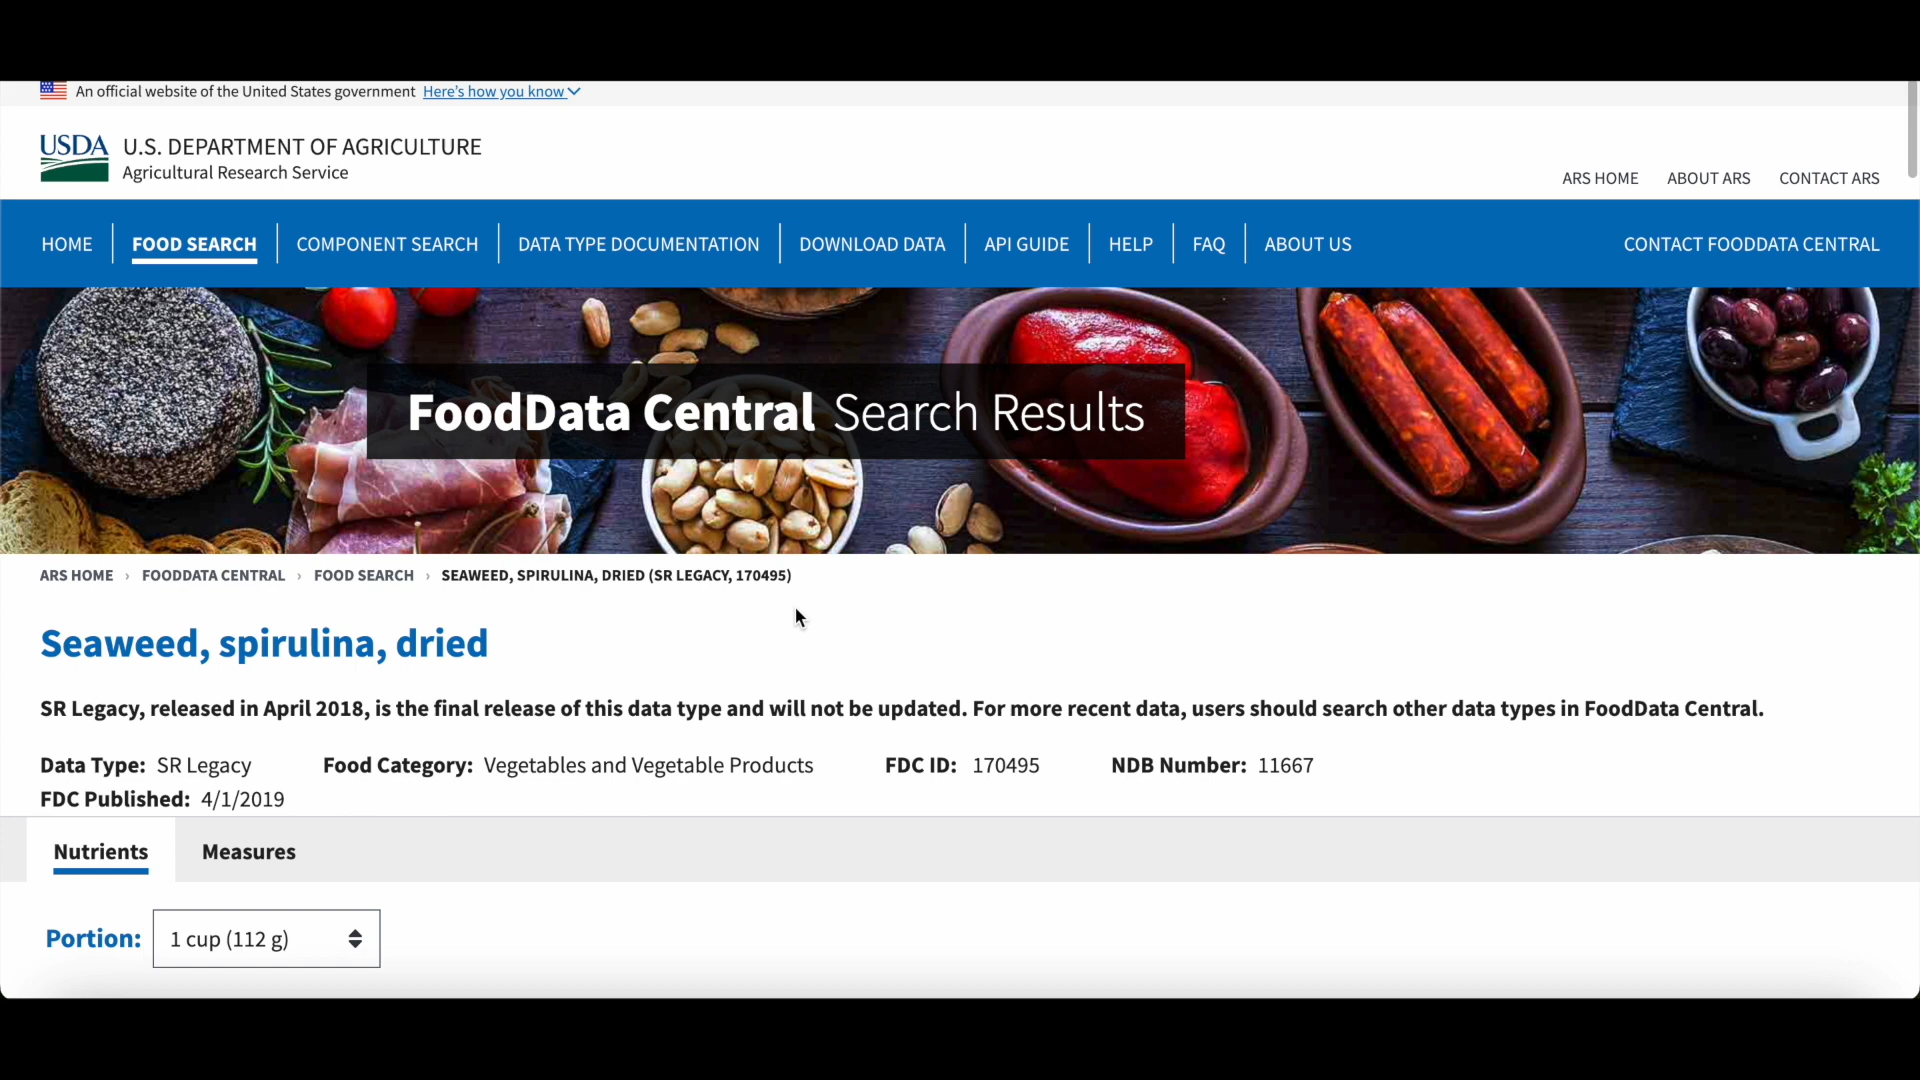 An official website of the United States government Here's how you know
USDA
U.S. DEPARTMENT OF AGRICULTURE
Agricultural Research Service
ARS HOME ABOUT ARS CONTACT ARS
HOME FOOD SEARCH COMPONENT SEARCH DATA TYPE DOCUMENTATION DOWNLOAD DATA API GUIDE HELP FAQ ABOUT US CONTACT FOODDATA CENTRAL
FoodData Central Search Results
ARS HOME › FOODDATA CENTRAL › FOOD SEARCH › SEAWEED, SPIRULINA, DRIED (SR LEGACY, 170495)
Seaweed, spirulina, dried
SR Legacy, released in April 2018, is the final release of this data type and will not be updated. For more recent data, users should search other data types in FoodData Central.
Data Type: SR Legacy Food Category: Vegetables and Vegetable Products FDC ID: 170495 NDB Number: 11667
FDC Published: 4/1/2019
Nutrients Measures
Portion: 1 cup (112 g)